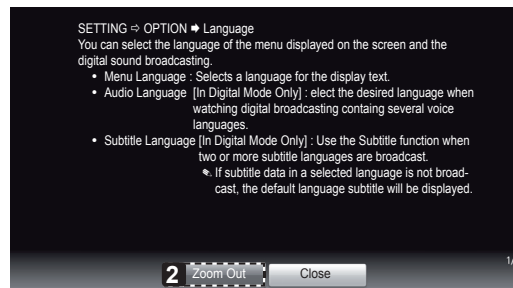 SETTING ⇨ OPTION ➡ Language
You can select the language of the menu displayed on the screen and the
digital sound broadcasting.
• Menu Language : Selects a language for the display text.
• Audio Language [In Digital Mode Only] : elect the desired language when
watching digital broadcasting containg several voice
languages.
• Subtitle Language [In Digital Mode Only] : Use the Subtitle function when
two or more subtitle languages are broadcast.
If subtitle data in a selected language is not broad-
cast, the default language subtitle will be displayed.
1/
2 Zoom Out Close